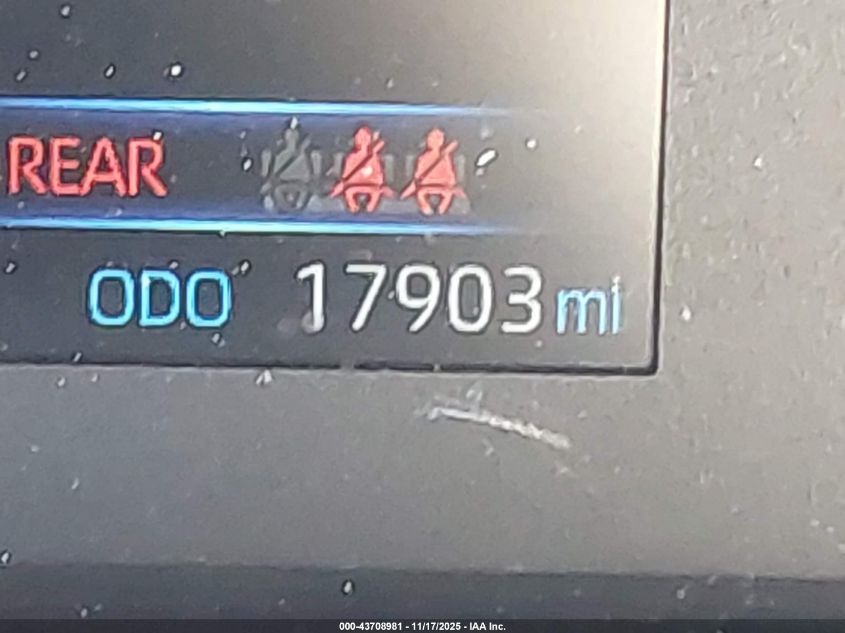 REAR
ODO 17903 mi
000-43708981 - 11/17/2025 - IAA Inc.